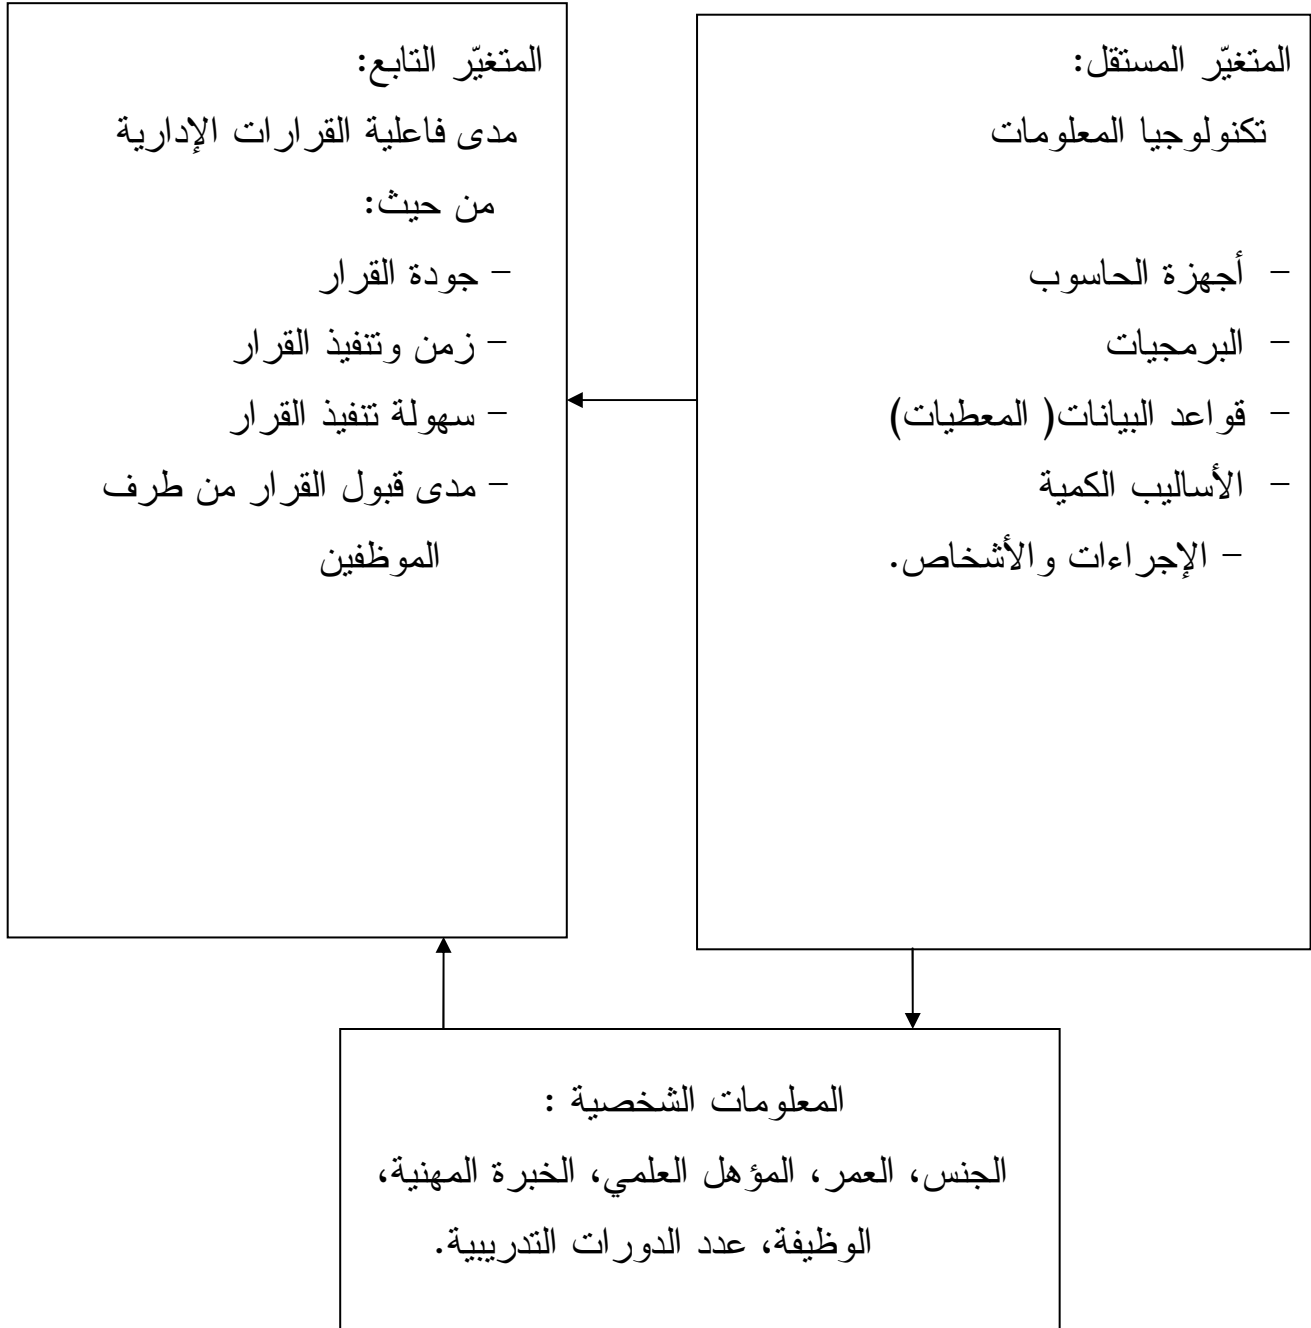 المتغيّر المستقل:
تكنولوجيا المعلومات
- أجهزة الحاسوب
- البرمجيات
- قواعد البيانات( المعطيات)
- الأساليب الكمية
- الإجراءات والأشخاص.
المتغيّر التابع:
مدى فاعلية القرارات الإدارية
من حيث:
- جودة القرار
- زمن وتنفيذ القرار
- سهولة تنفيذ القرار
- مدى قبول القرار من طرف
الموظفين
المعلومات الشخصية :
الجنس، العمر، المؤهل العلمي، الخبرة المهنية،
الوظيفة، عدد الدورات التدريبية.